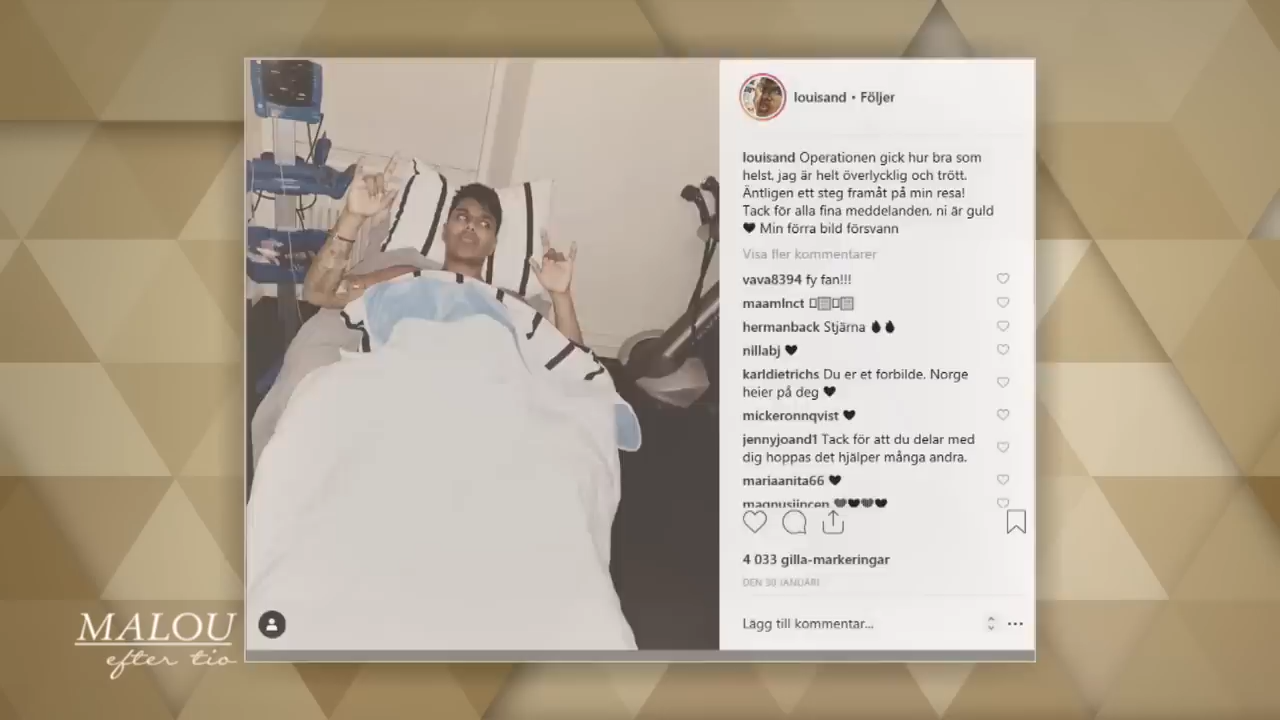 louisand • Följer
louisand Operationen gick hur bra som
helst, jag är helt överlycklig och trött.
Äntligen ett steg framåt på min resa!
Tack för alla fina meddelanden. ni är guld
♥ Min förra bild försvann
Visa fler kommentarer
vava8394 fy fan!!!
maamlnct
hermanback Stjärna
nillabj ♥
karldietrichs Du er et forbilde. Norge
heier på deg ♥
mickeronnqvist ♥
jennyjoand1 Tack för att du delar med
dig hoppas det hjälper många andra.
mariaanita66 ♥
4 033 gilla-markeringar
DEN 30 JANUARI
Lägg till kommentar...
MALOU
efter tio